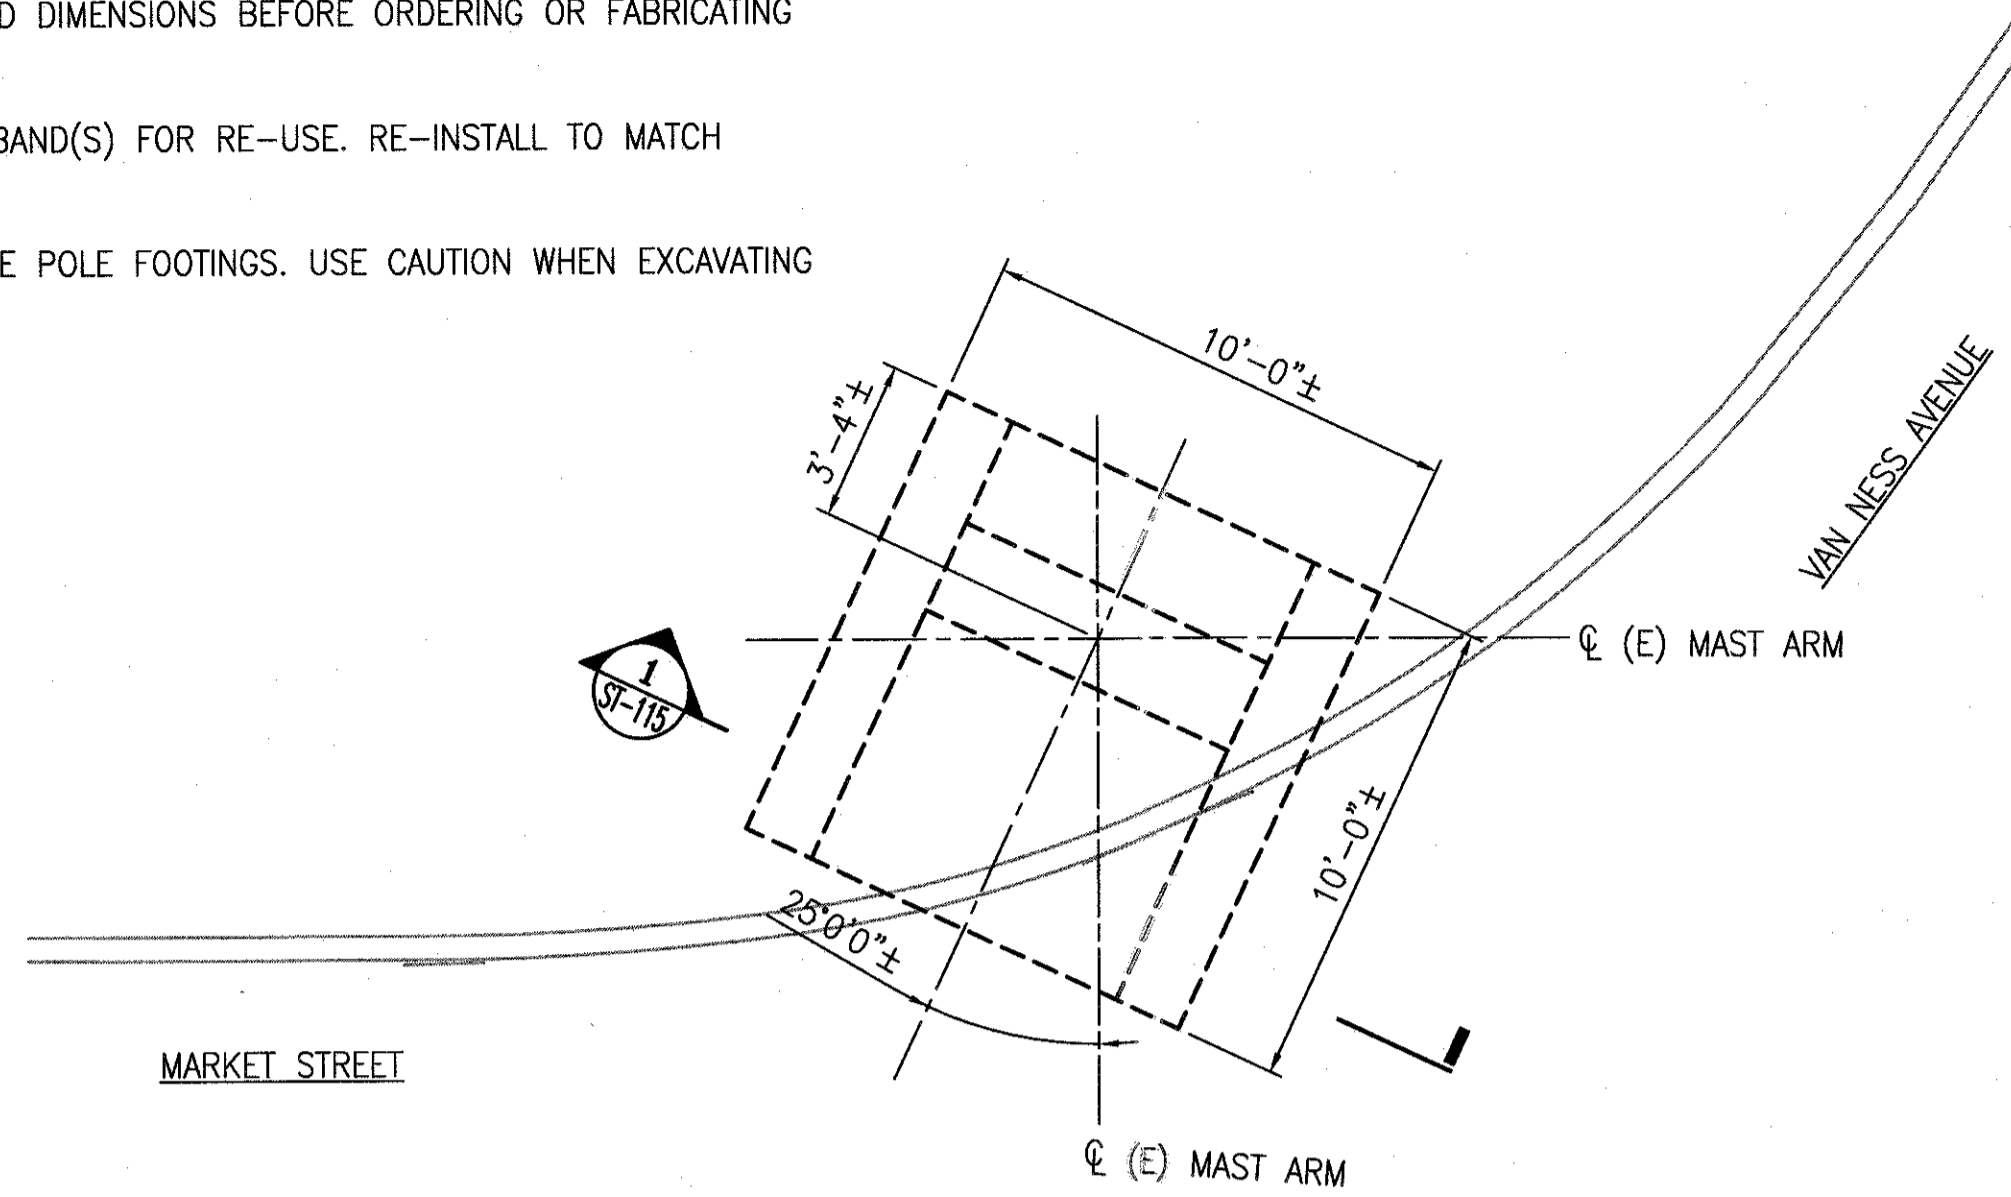 D DIMENSIONS BEFORE ORDERING OR FABRICATING
BAND(S) FOR RE-USE. RE-INSTALL TO MATCH
E POLE FOOTINGS. USE CAUTION WHEN EXCAVATING
10'-0"±
3'-4"±
VAN NESS AVENUE
℄ (E) MAST ARM
1
ST-115
10'-0"±
25°0'0"±
MARKET STREET
℄ (E) MAST ARM